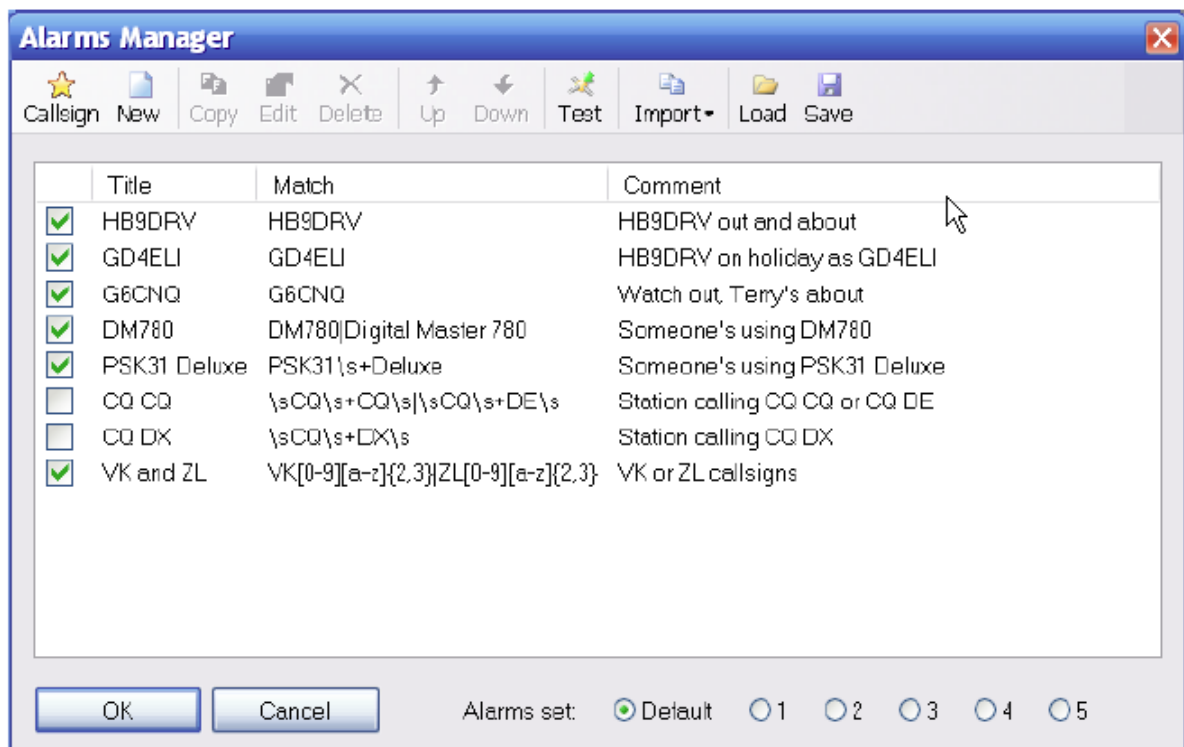 Alarms Manager
Callsign New Copy Edit Delete Up Down Test Import Load Save
Title Match Comment
HB9DRV HB9DRV HB9DRV out and about
GD4ELI GD4ELI HB9DRV on holiday as GD4ELI
G6CNQ G6CNQ Watch out, Terry's about
DM780 DM780|Digital Master 780 Someone's using DM780
PSK31 Deluxe PSK31\s+Deluxe Someone's using PSK31 Deluxe
CQ CQ \sCQ\s+CQ\s|\sCQ\s+DE\s Station calling CQ CQ or CQ DE
CQ DX \sCQ\s+DX\s Station calling CQ DX
VK and ZL VK[0-9][a-z]{2,3}|ZL[0-9][a-z]{2,3} VK or ZL callsigns
OK Cancel Alarms set: Default 1 2 3 4 5